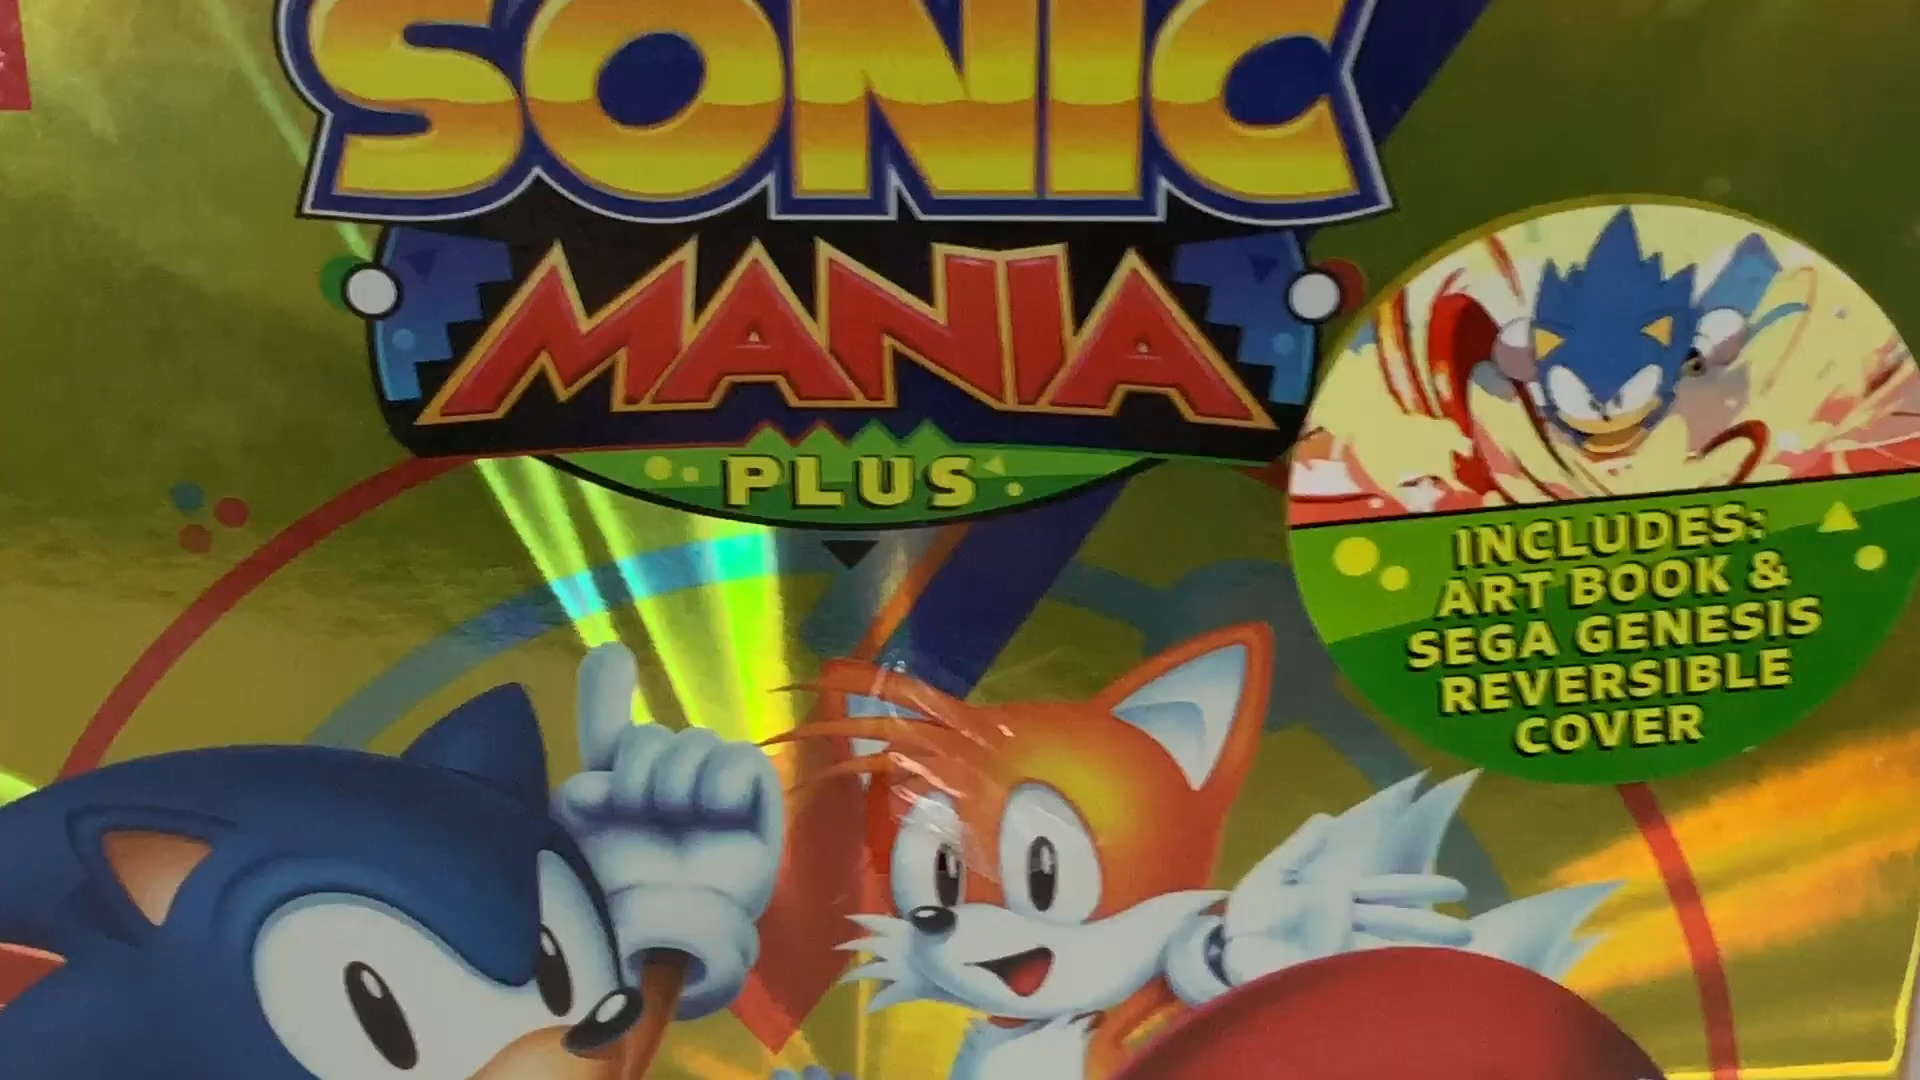 SONIC
MANIA
PLUS
INCLUDES:
ART BOOK &
SEGA GENESIS
REVERSIBLE
COVER